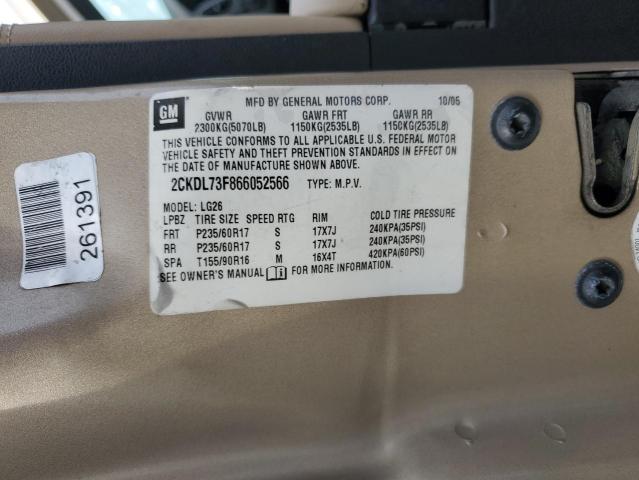 GM
MFD BY GENERAL MOTORS CORP. 10/05
GVWR GAWR FRT GAWR RR
2300KG(5070LB) 1150KG(2535LB) 1150KG(2535LB)
THIS VEHICLE CONFORMS TO ALL APPLICABLE U.S. FEDERAL MOTOR
VEHICLE SAFETY AND THEFT PREVENTION STANDARDS IN EFFECT ON
THE DATE OF MANUFACTURE SHOWN ABOVE.
2CKDL73F866052566 TYPE: M.P.V.
MODEL: LG26
LPBZ TIRE SIZE SPEED RTG RIM COLD TIRE PRESSURE
FRT P235/60R17 S 17X7J 240KPA(35PSI)
RR P235/60R17 S 17X7J 240KPA(35PSI)
SPA T155/90R16 M 16X4T 420KPA(60PSI)
SEE OWNER'S MANUAL FOR MORE INFORMATION.
261391